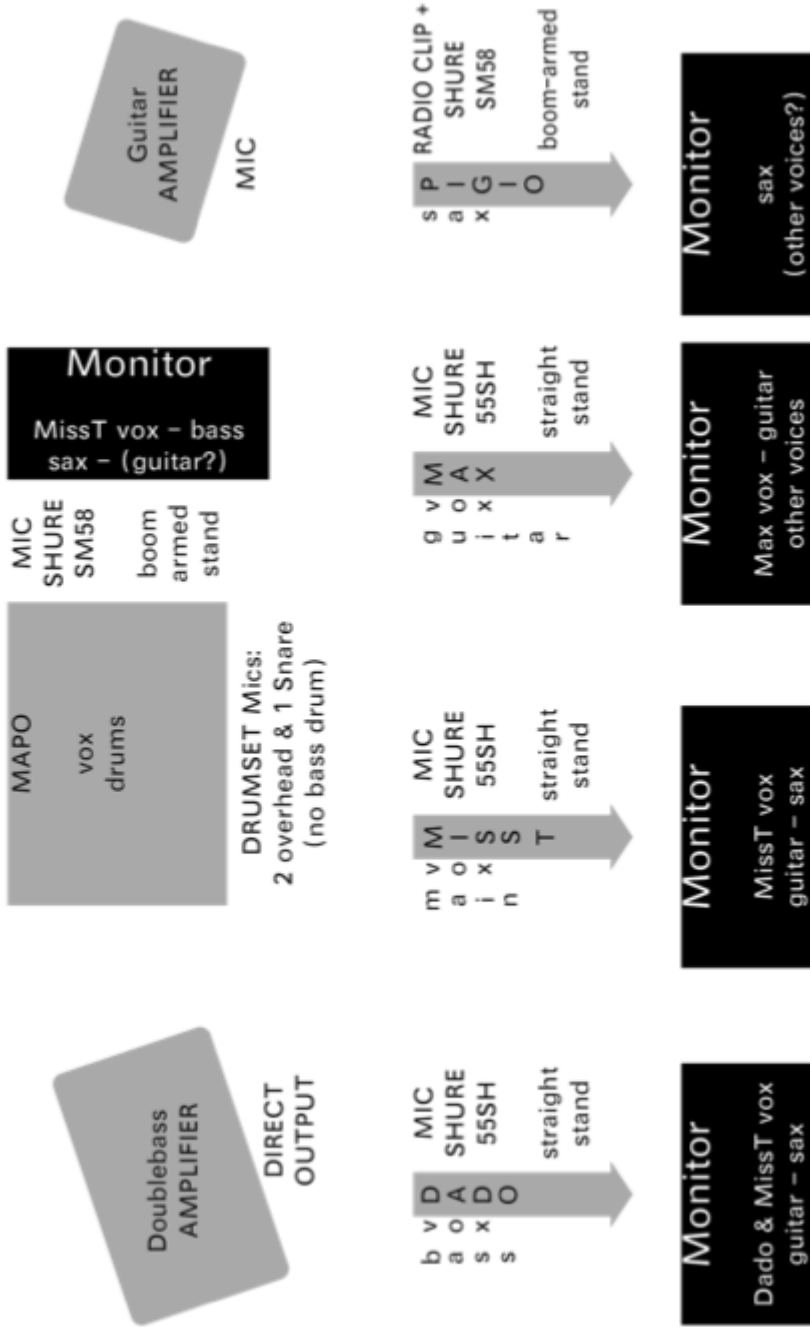 Doublebass
AMPLIFIER
DIRECT
OUTPUT
MAPO
vox
drums
DRUMSET Mics:
2 overhead & 1 Snare
(no bass drum)
MIC
SHURE
SM58
boom
armed
stand
Monitor
MissT vox – bass
sax – (guitar?)
Guitar
AMPLIFIER
MIC
bass
vox
DADO
MIC
SHURE
55SH
straight
stand
main
vox
MISST
MIC
SHURE
55SH
straight
stand
guitar
vox
MAX
MIC
SHURE
55SH
straight
stand
sax
PIGIO
RADIO CLIP +
SHURE
SM58
boom-armed
stand
Monitor
Dado & MissT vox
guitar – sax
Monitor
MissT vox
guitar – sax
Monitor
Max vox – guitar
other voices
Monitor
sax
(other voices?)